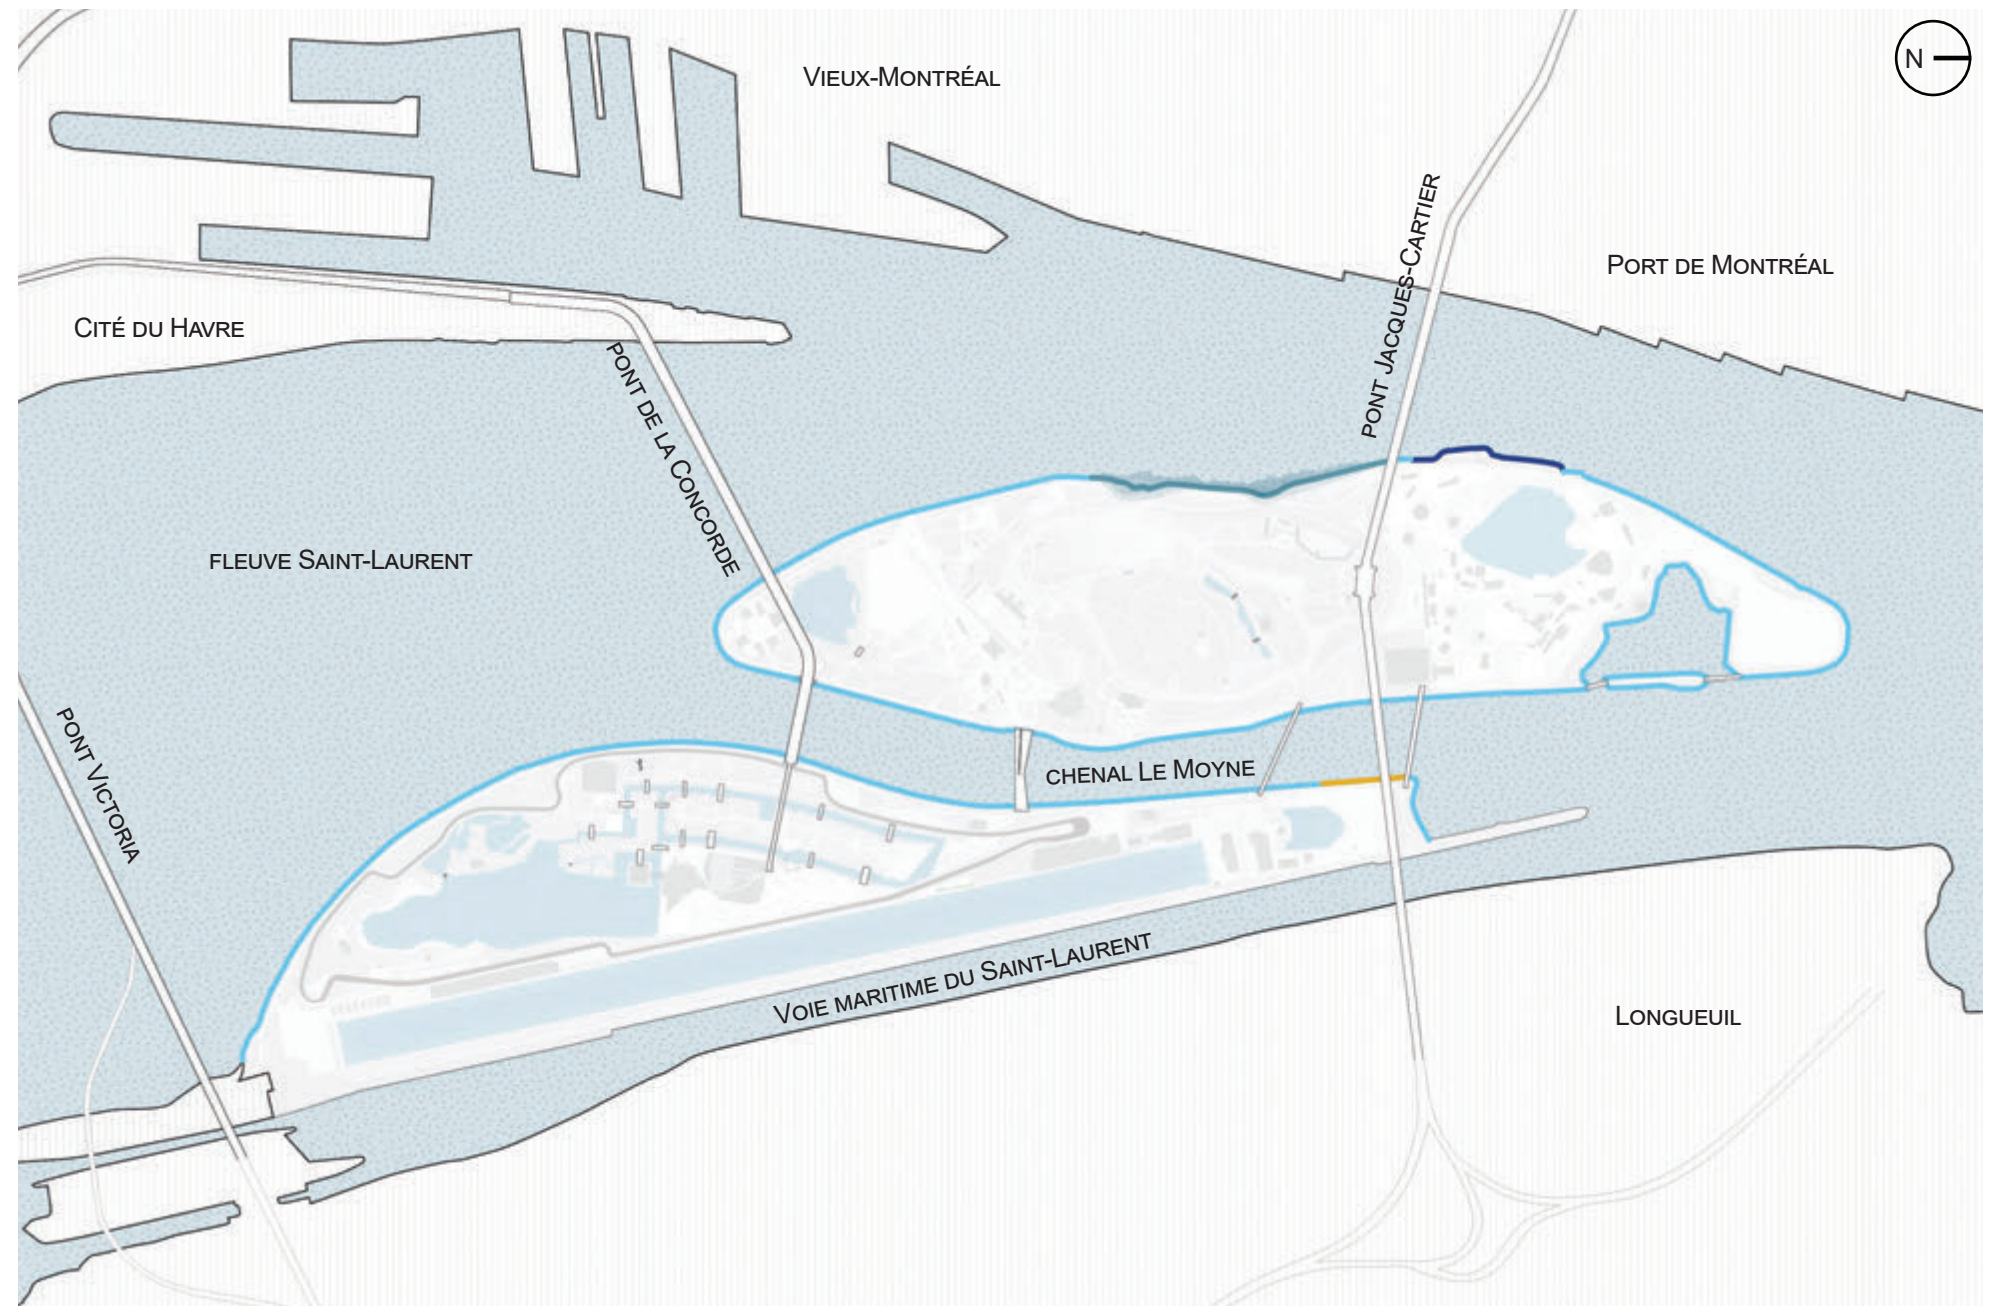 N
Vieux-Montréal
Port de Montréal
pont Jacques-Cartier
Cité du Havre
pont de la Concorde
fleuve Saint-Laurent
pont Victoria
chenal Le Moyne
Voie maritime du Saint-Laurent
Longueuil